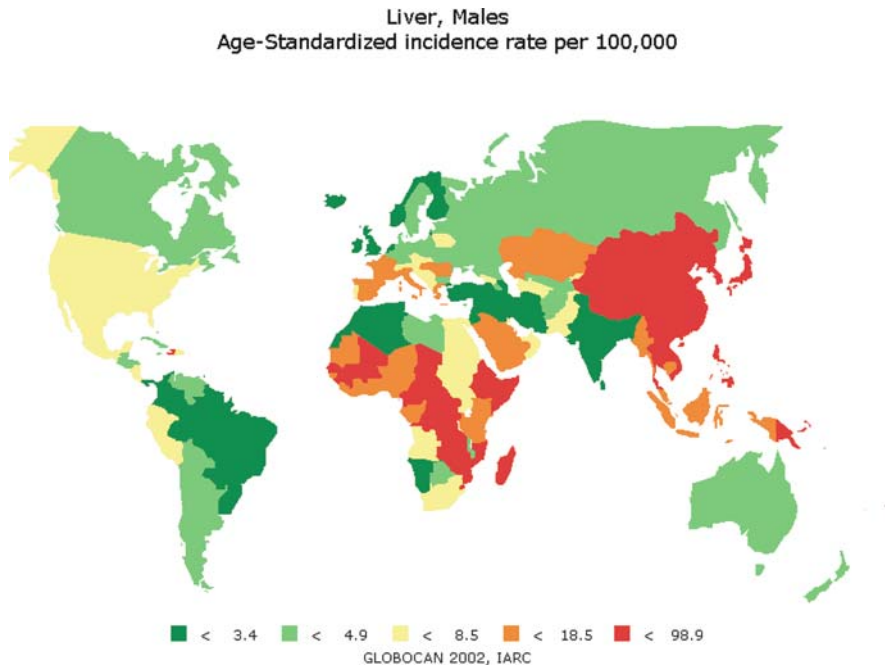 Liver, Males
Age-Standardized incidence rate per 100,000
< 3.4 < 4.9 < 8.5 < 18.5 < 98.9
GLOBOCAN 2002, IARC